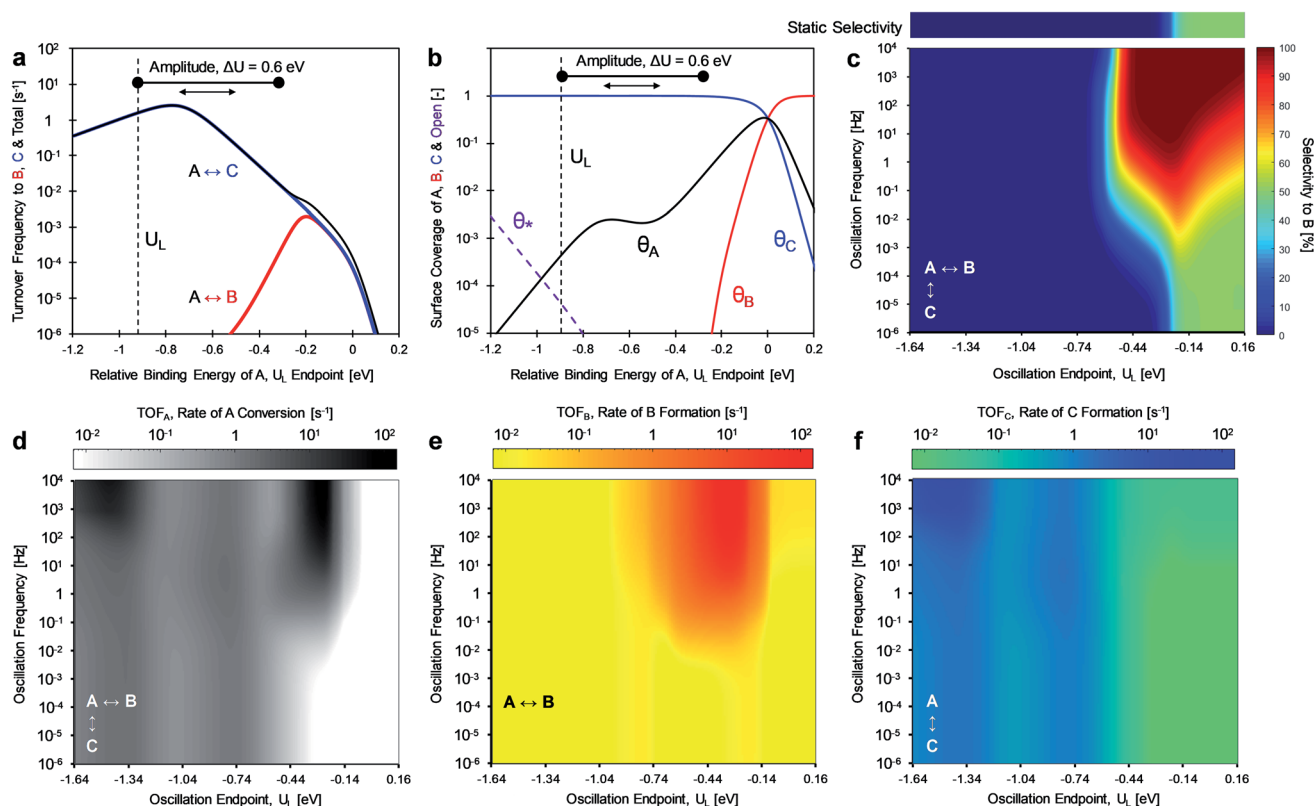 Static Selectivity
a
Amplitude, ΔU = 0.6 eV
A ↔ C
U_L
A ↔ B
Turnover Frequency to B, C & Total [s⁻¹]
10²
10¹
1
10⁻¹
10⁻²
10⁻³
10⁻⁴
10⁻⁵
10⁻⁶
-1.2 -1 -0.8 -0.6 -0.4 -0.2 0 0.2
Relative Binding Energy of A, U_L Endpoint [eV]
b
Amplitude, ΔU = 0.6 eV
U_L
θ*
θ_A
θ_C
θ_B
Surface Coverage of A, B, C & Open [-]
10¹
1
10⁻¹
10⁻²
10⁻³
10⁻⁴
10⁻⁵
-1.2 -1 -0.8 -0.6 -0.4 -0.2 0 0.2
Relative Binding Energy of A, U_L Endpoint [eV]
c
Oscillation Frequency [Hz]
10⁴
10³
10²
10¹
1
10⁻¹
10⁻²
10⁻³
10⁻⁴
10⁻⁵
10⁻⁶
A ↔ B
↕
C
-1.64 -1.34 -1.04 -0.74 -0.44 -0.14 0.16
Oscillation Endpoint, U_L [eV]
100
90
80
70
60
50
40
30
20
10
0
Selectivity to B [%]
d
TOF_A, Rate of A Conversion [s⁻¹]
10⁻² 10⁻¹ 1 10¹ 10²
Oscillation Frequency [Hz]
10⁴
10³
10²
10¹
1
10⁻¹
10⁻²
10⁻³
10⁻⁴
10⁻⁵
10⁻⁶
A ↔ B
↕
C
-1.64 -1.34 -1.04 -0.74 -0.44 -0.14 0.16
Oscillation Endpoint, U_L [eV]
e
TOF_B, Rate of B Formation [s⁻¹]
10⁻² 10⁻¹ 1 10¹ 10²
Oscillation Frequency [Hz]
10⁴
10³
10²
10¹
1
10⁻¹
10⁻²
10⁻³
10⁻⁴
10⁻⁵
10⁻⁶
A ↔ B
-1.64 -1.34 -1.04 -0.74 -0.44 -0.14 0.16
Oscillation Endpoint, U_L [eV]
f
TOF_C, Rate of C Formation [s⁻¹]
10⁻² 10⁻¹ 1 10¹ 10²
Oscillation Frequency [Hz]
10⁴
10³
10²
10¹
1
10⁻¹
10⁻²
10⁻³
10⁻⁴
10⁻⁵
10⁻⁶
A
↕
C
-1.64 -1.34 -1.04 -0.74 -0.44 -0.14 0.16
Oscillation Endpoint, U_L [eV]